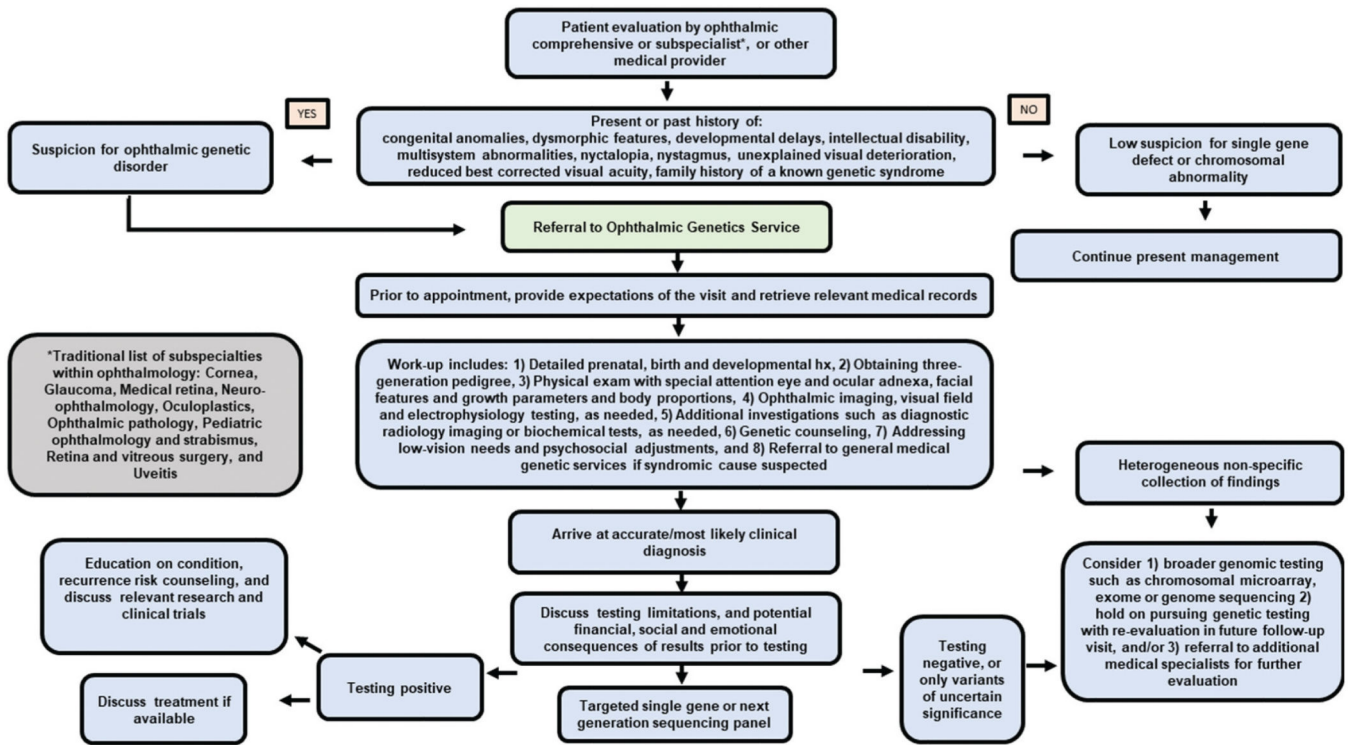 Patient evaluation by ophthalmic
comprehensive or subspecialist*, or other
medical provider
YES
NO
Present or past history of:
congenital anomalies, dysmorphic features, developmental delays, intellectual disability,
multisystem abnormalities, nyctalopia, nystagmus, unexplained visual deterioration,
reduced best corrected visual acuity, family history of a known genetic syndrome
Suspicion for ophthalmic genetic
disorder
Low suspicion for single gene
defect or chromosomal
abnormality
Referral to Ophthalmic Genetics Service
Continue present management
Prior to appointment, provide expectations of the visit and retrieve relevant medical records
*Traditional list of subspecialties
within ophthalmology: Cornea,
Glaucoma, Medical retina, Neuro-
ophthalmology, Oculoplastics,
Ophthalmic pathology, Pediatric
ophthalmology and strabismus,
Retina and vitreous surgery, and
Uveitis
Work-up includes: 1) Detailed prenatal, birth and developmental hx, 2) Obtaining three-
generation pedigree, 3) Physical exam with special attention eye and ocular adnexa, facial
features and growth parameters and body proportions, 4) Ophthalmic imaging, visual field
and electrophysiology testing, as needed, 5) Additional investigations such as diagnostic
radiology imaging or biochemical tests, as needed, 6) Genetic counseling, 7) Addressing
low-vision needs and psychosocial adjustments, and 8) Referral to general medical
genetic services if syndromic cause suspected
Heterogeneous non-specific
collection of findings
Arrive at accurate/most likely clinical
diagnosis
Education on condition,
recurrence risk counseling, and
discuss relevant research and
clinical trials
Consider 1) broader genomic testing
such as chromosomal microarray,
exome or genome sequencing 2)
hold on pursuing genetic testing
with re-evaluation in future follow-up
visit, and/or 3) referral to additional
medical specialists for further
evaluation
Discuss testing limitations, and potential
financial, social and emotional
consequences of results prior to testing
Testing
negative, or
only variants
of uncertain
significance
Testing positive
Discuss treatment if
available
Targeted single gene or next
generation sequencing panel